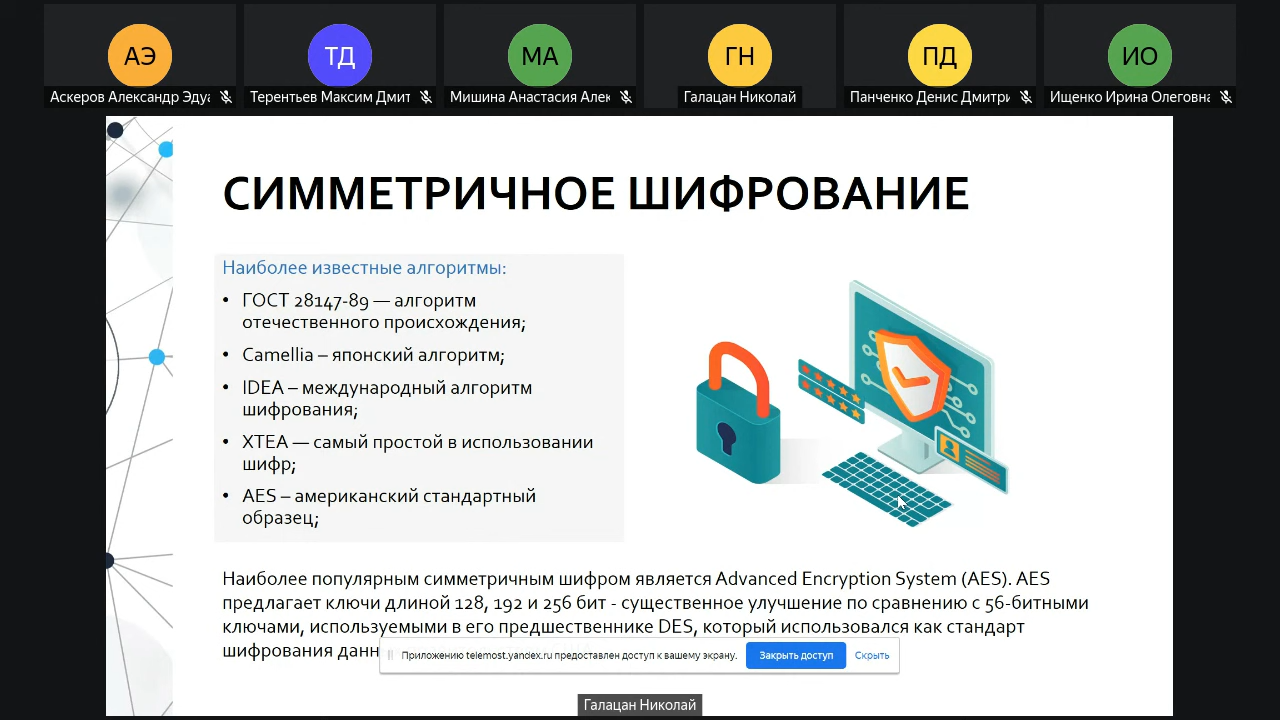 АЭ
ТД
МА
ГН
ПД
ИО
Аскеров Александр Эдуа
Терентьев Максим Дмит
Мишина Анастасия Алек
Галацан Николай
Панченко Денис Дмитри
Ищенко Ирина Олеговна
СИММЕТРИЧНОЕ ШИФРОВАНИЕ
Наиболее известные алгоритмы:
• ГОСТ 28147-89 — алгоритм
отечественного происхождения;
• Camellia – японский алгоритм;
• IDEA – международный алгоритм
шифрования;
• XTEA — самый простой в использовании
шифр;
• AES – американский стандартный
образец;
Наиболее популярным симметричным шифром является Advanced Encryption System (AES). AES
предлагает ключи длиной 128, 192 и 256 бит - существенное улучшение по сравнению с 56-битными
ключами, используемыми в его предшественнике DES, который использовался как стандарт
шифрования данн
Приложению telemost.yandex.ru предоставлен доступ к вашему экрану.
Закрыть доступ
Скрыть
Галацан Николай